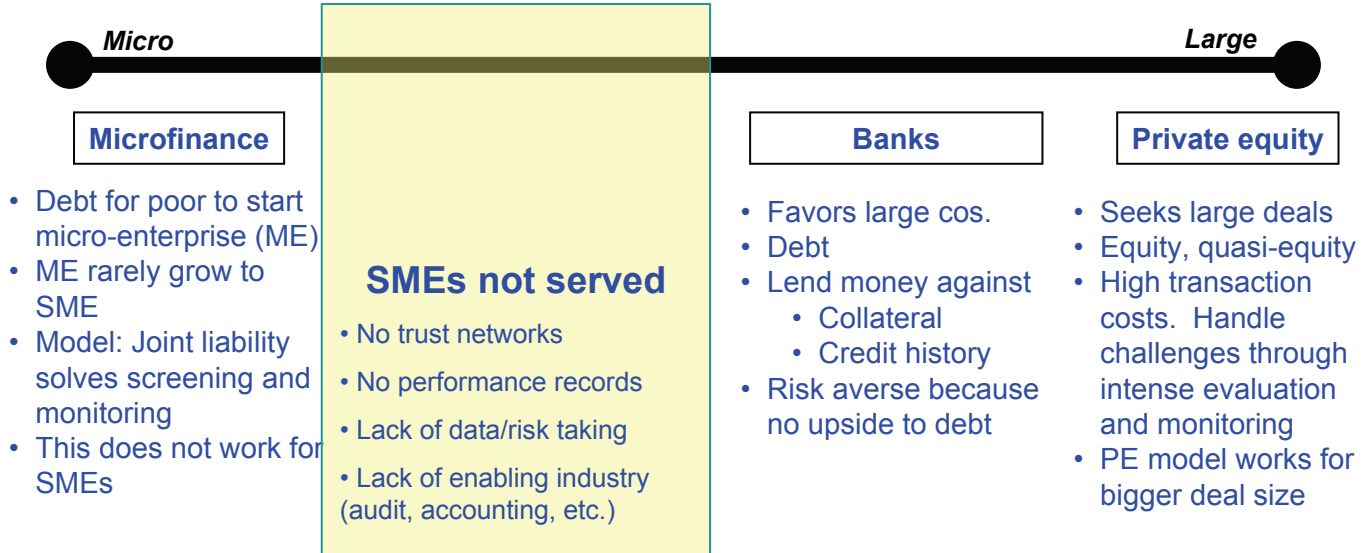 Micro
Large
Microfinance
• Debt for poor to start
micro-enterprise (ME)
• ME rarely grow to
SME
• Model: Joint liability
solves screening and
monitoring
• This does not work for
SMEs
SMEs not served
• No trust networks
• No performance records
• Lack of data/risk taking
• Lack of enabling industry
(audit, accounting, etc.)
Banks
• Favors large cos.
• Debt
• Lend money against
• Collateral
• Credit history
• Risk averse because
no upside to debt
Private equity
• Seeks large deals
• Equity, quasi-equity
• High transaction
costs.  Handle
challenges through
intense evaluation
and monitoring
• PE model works for
bigger deal size